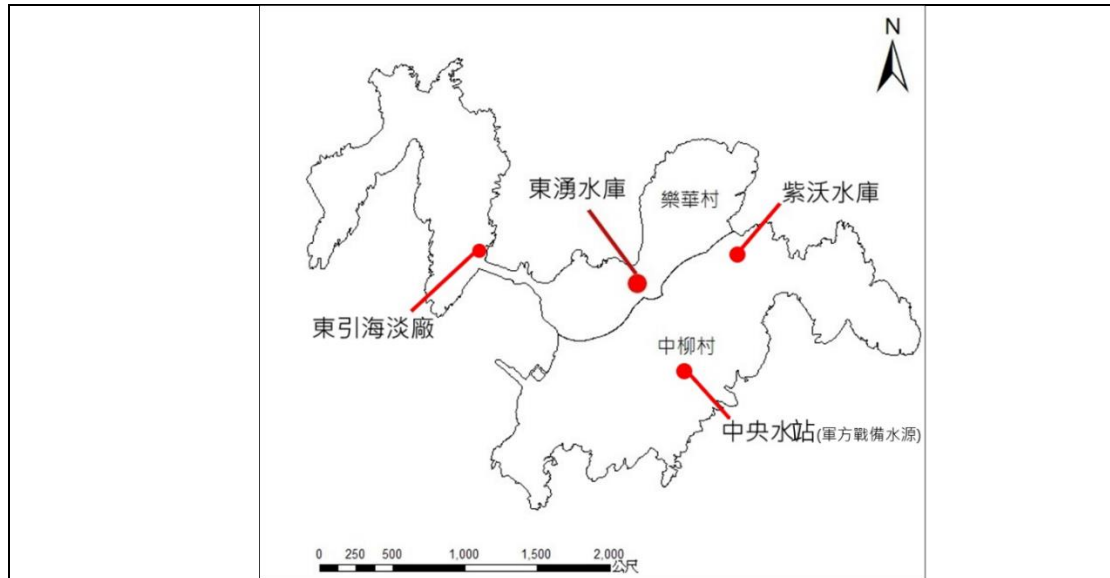 N
東湧水庫
樂華村
紫沃水庫
東引海淡廠
中柳村
中央水站(軍方戰備水源)
0 250 500 1,000 1,500 2,000
公尺